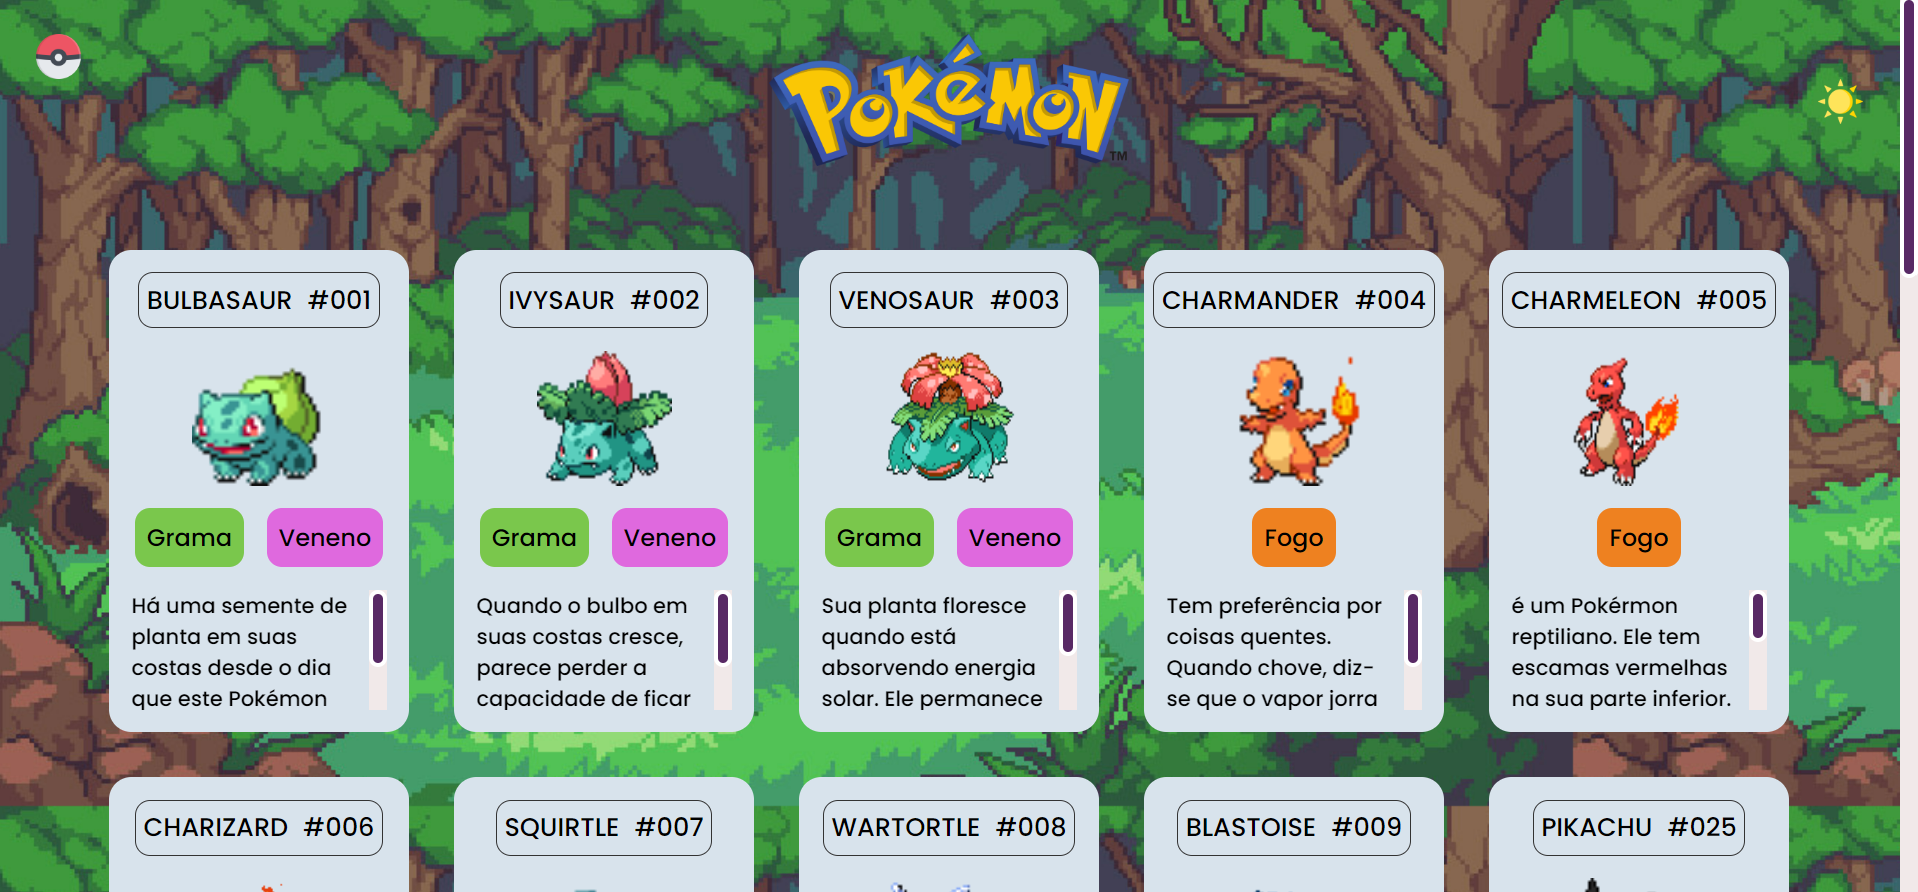 POKéMON
TM
BULBASAUR #001
Grama Veneno
Há uma semente de
planta em suas
costas desde o dia
que este Pokémon
IVYSAUR #002
Grama Veneno
Quando o bulbo em
suas costas cresce,
parece perder a
capacidade de ficar
VENOSAUR #003
Grama Veneno
Sua planta floresce
quando está
absorvendo energia
solar. Ele permanece
CHARMANDER #004
Fogo
Tem preferência por
coisas quentes.
Quando chove, diz-
se que o vapor jorra
CHARMELEON #005
Fogo
é um Pokérmon
reptiliano. Ele tem
escamas vermelhas
na sua parte inferior.
CHARIZARD #006
SQUIRTLE #007
WARTORTLE #008
BLASTOISE #009
PIKACHU #025